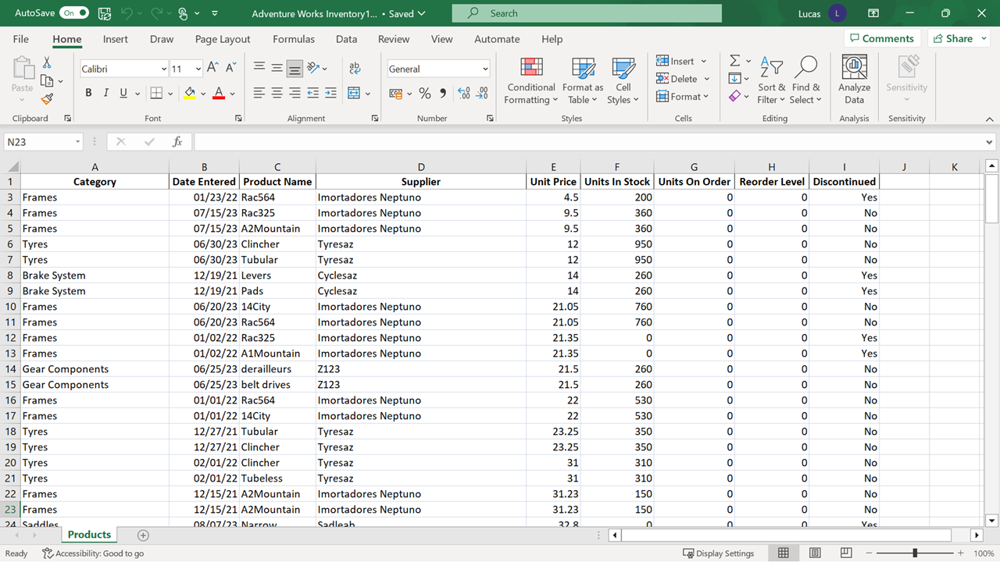 AutoSave On Adventure Works Inventory1... • Saved Search Lucas L
File Home Insert Draw Page Layout Formulas Data Review View Automate Help Comments Share
Paste Calibri 11 A A ab General Conditional Formatting Format as Table Cell Styles Insert Delete Format Sort & Filter Find & Select Analyze Data Sensitivity
B I U A % 
Clipboard Font Alignment Number Styles Cells Editing Analysis Sensitivity
N23 fx
A B C D E F G H I J K
1 Category Date Entered Product Name Supplier Unit Price Units In Stock Units On Order Reorder Level Discontinued
3 Frames 01/23/22 Rac564 Imortadores Neptuno 4.5 200 0 0 Yes
4 Frames 07/15/23 Rac325 Imortadores Neptuno 9.5 360 0 0 No
5 Frames 07/15/23 A2Mountain Imortadores Neptuno 9.5 360 0 0 No
6 Tyres 06/30/23 Clincher Tyresaz 12 950 0 0 No
7 Tyres 06/30/23 Tubular Tyresaz 12 950 0 0 No
8 Brake System 12/19/21 Levers Cyclesaz 14 260 0 0 Yes
9 Brake System 12/19/21 Pads Cyclesaz 14 260 0 0 Yes
10 Frames 06/20/23 14City Imortadores Neptuno 21.05 760 0 0 No
11 Frames 06/20/23 Rac564 Imortadores Neptuno 21.05 760 0 0 No
12 Frames 01/02/22 Rac325 Imortadores Neptuno 21.35 0 0 0 Yes
13 Frames 01/02/22 A1Mountain Imortadores Neptuno 21.35 0 0 0 Yes
14 Gear Components 06/25/23 derailleurs Z123 21.5 260 0 0 No
15 Gear Components 06/25/23 belt drives Z123 21.5 260 0 0 No
16 Frames 01/01/22 Rac564 Imortadores Neptuno 22 530 0 0 No
17 Frames 01/01/22 14City Imortadores Neptuno 22 530 0 0 No
18 Tyres 12/27/21 Tubular Tyresaz 23.25 350 0 0 No
19 Tyres 12/27/21 Clincher Tyresaz 23.25 350 0 0 No
20 Tyres 02/01/22 Clincher Tyresaz 31 310 0 0 No
21 Tyres 02/01/22 Tubeless Tyresaz 31 310 0 0 No
22 Frames 12/15/21 A2Mountain Imortadores Neptuno 31.23 150 0 0 No
23 Frames 12/15/21 A2Mountain Imortadores Neptuno 31.23 150 0 0 No
24 Saddles 08/07/23 Narrow Sadleab 32.8 0 0 0 Yes
Products
Ready Accessibility: Good to go Display Settings 100%